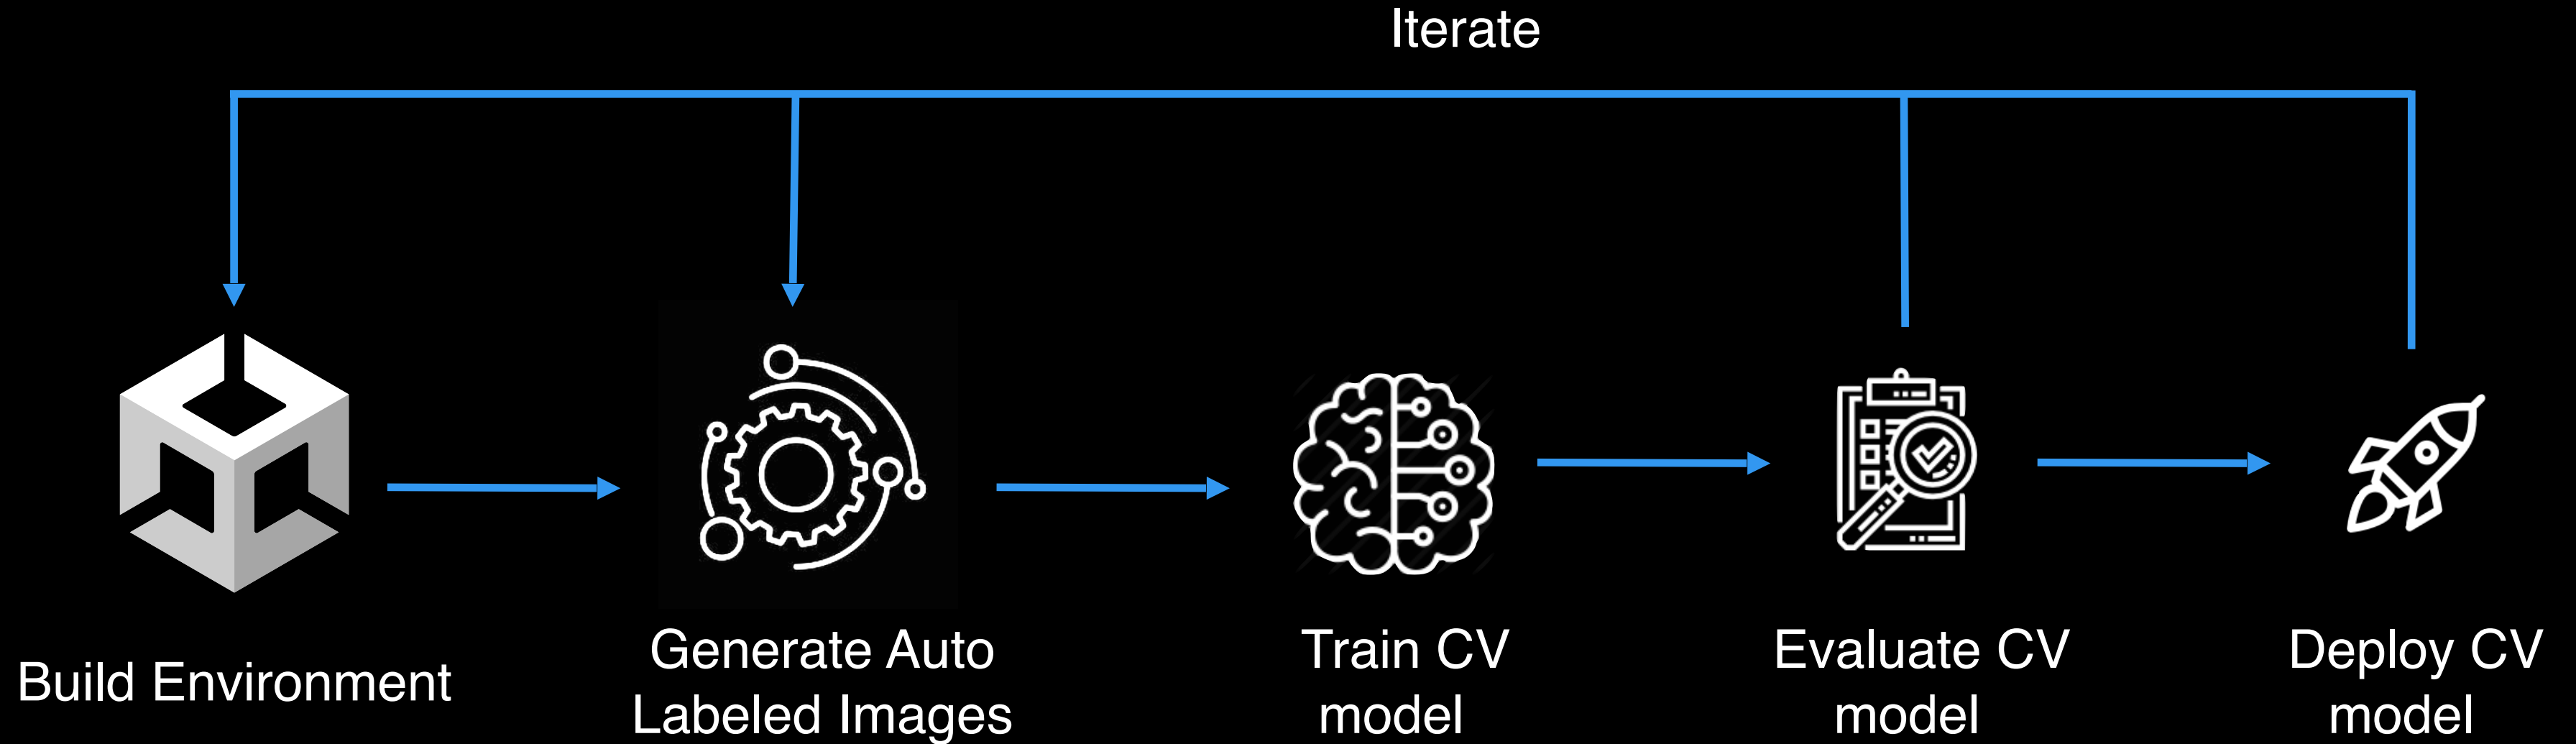 Iterate
Build Environment
Generate Auto
Labeled Images
Train CV
model
Evaluate CV
model
Deploy CV
model